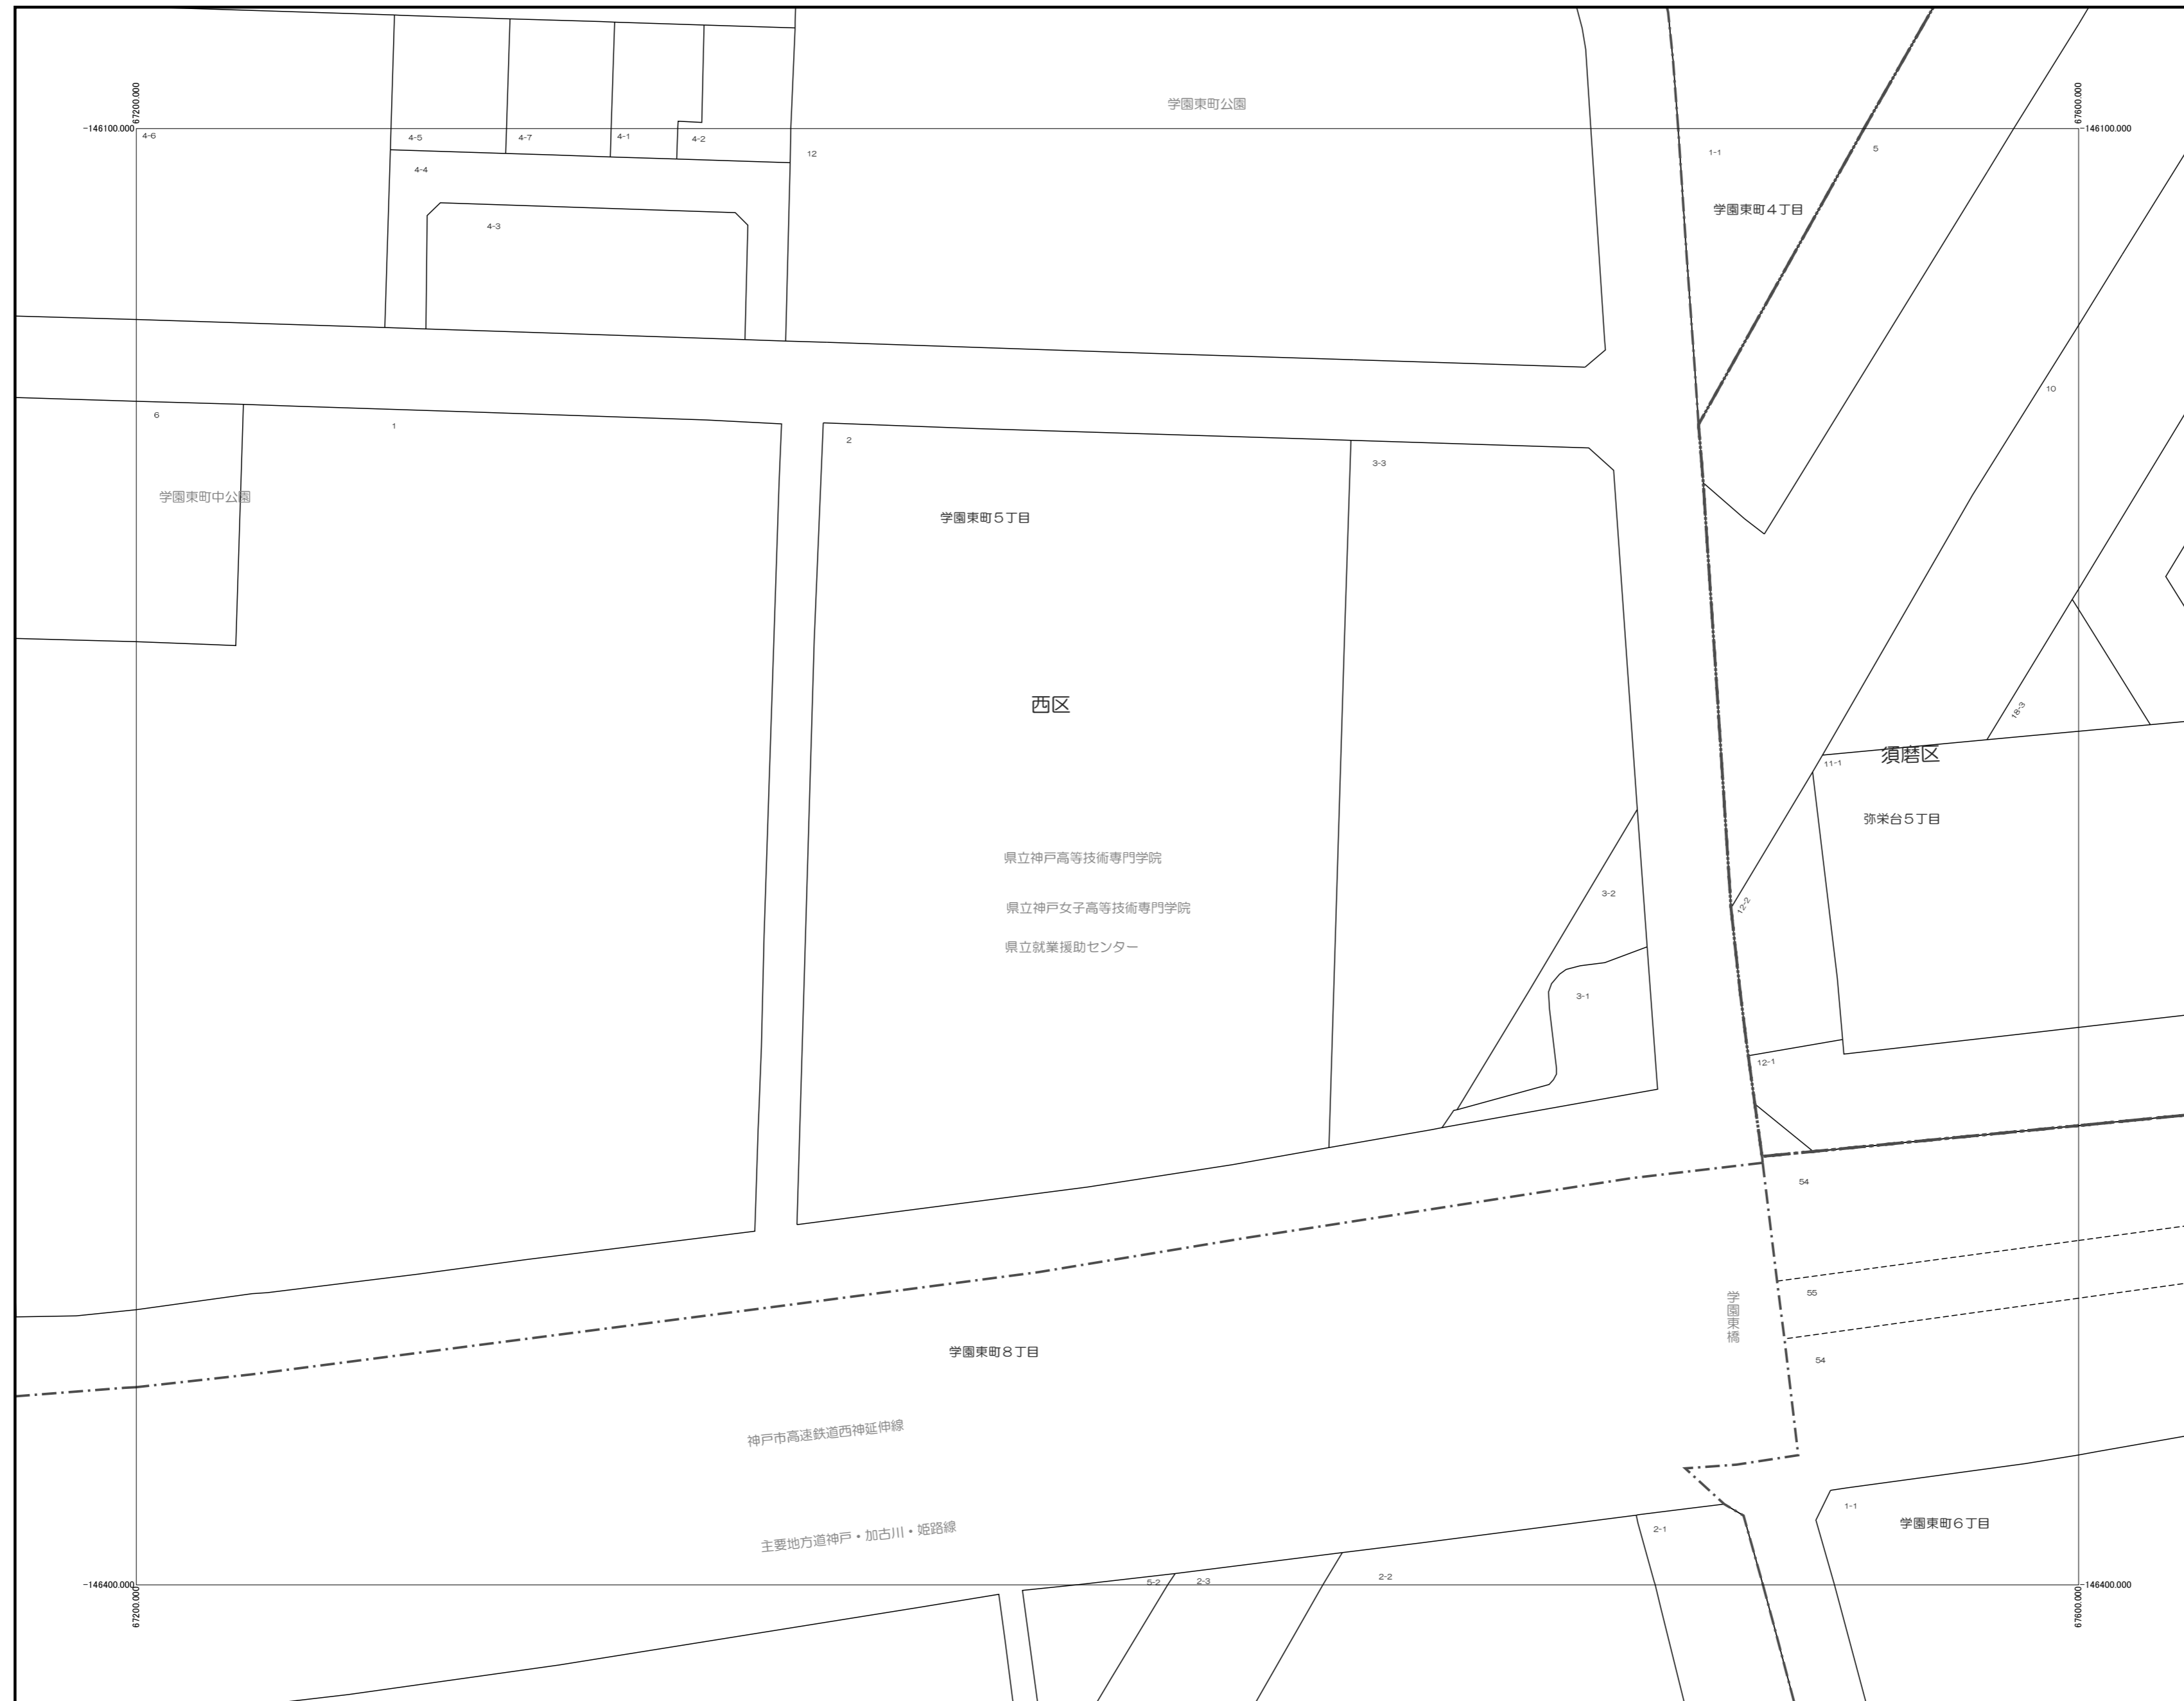 67200.000
67600.000
-146100.000
-146100.000
学園東町公園
4-6
4-5
4-7
4-1
4-2
12
1-1
5
4-4
学園東町4丁目
4-3
10
6
1
2
3-3
学園東町中公園
学園東町5丁目
西区
18-3
須磨区
11-1
弥栄台5丁目
県立神戸高等技術専門学院
3-2
県立神戸女子高等技術専門学院
12-2
県立就業援助センター
3-1
12-1
54
55
学園東橋
学園東町8丁目
54
神戸市高速鉄道西神延伸線
主要地方道神戸・加古川・姫路線
1-1
学園東町6丁目
2-1
5-2
2-3
2-2
-146400.000
-146400.000
67200.000
67600.000